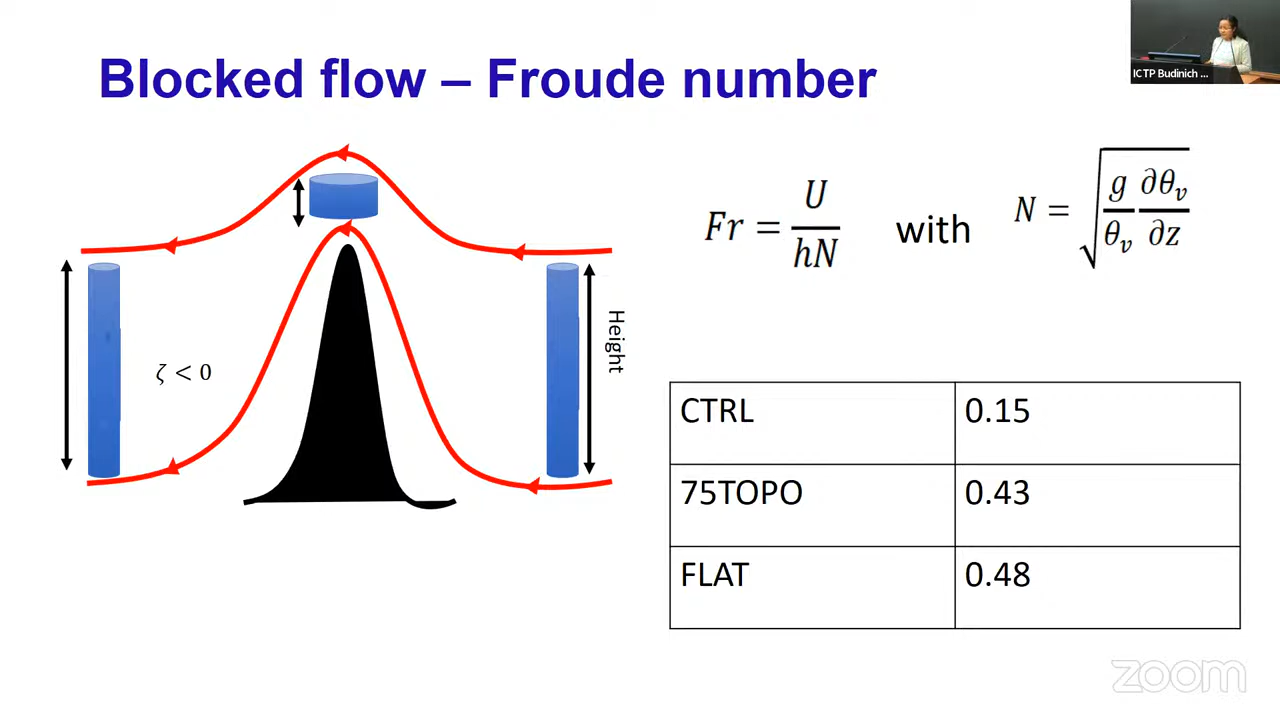 Blocked flow – Froude number
ICTP Budinich ...
Fr = U / hN with N = √(g/θᵥ ∂θᵥ/∂z)
Height
ζ < 0
CTRL 0.15
75TOPO 0.43
FLAT 0.48
zoom